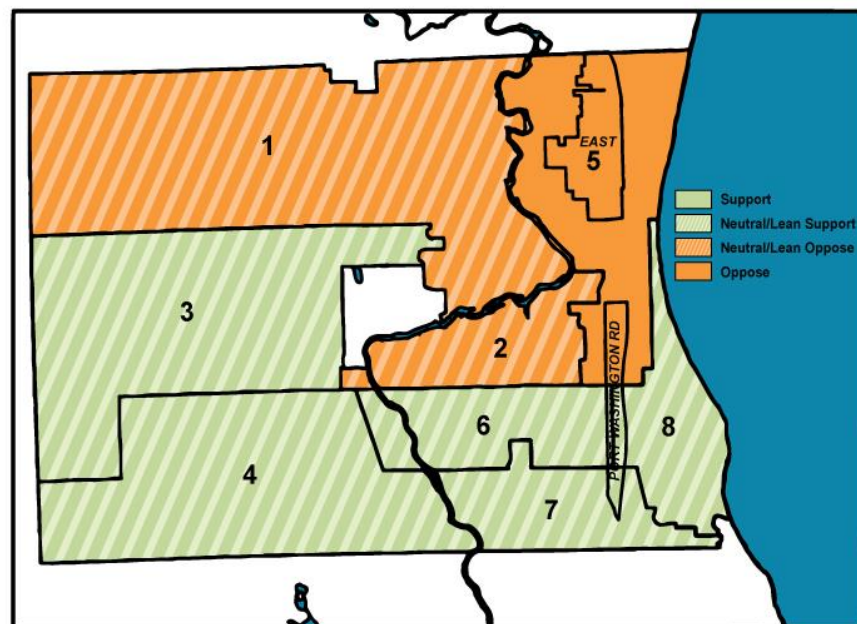 1
EAST
5
Support
Neutral/Lean Support
Neutral/Lean Oppose
Oppose
3
2
PORT WASHINGTON RD
6
8
4
7